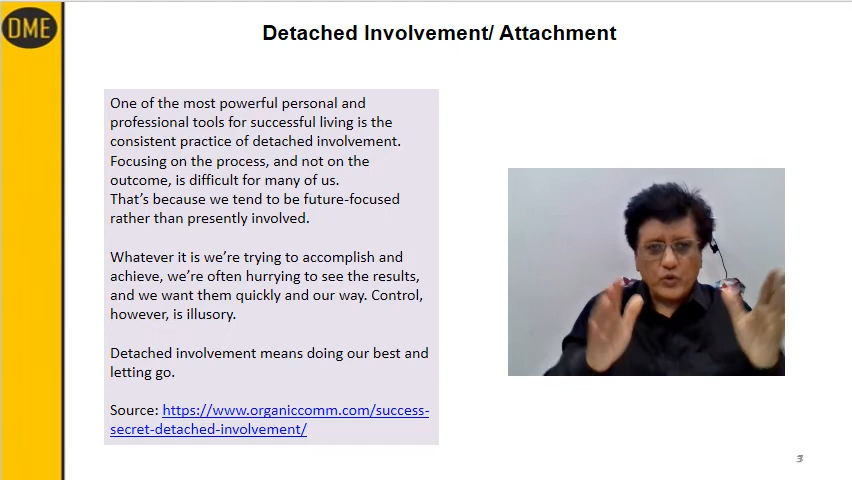 DME
Detached Involvement/ Attachment
One of the most powerful personal and
professional tools for successful living is the
consistent practice of detached involvement.
Focusing on the process, and not on the
outcome, is difficult for many of us.
That's because we tend to be future-focused
rather than presently involved.
Whatever it is we're trying to accomplish and
achieve, we're often hurrying to see the results,
and we want them quickly and our way. Control,
however, is illusory.
Detached involvement means doing our best and
letting go.
Source: https://www.organiccomm.com/success-
secret-detached-involvement/
3